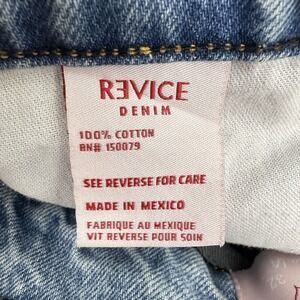 REVICE
DENIM
100% COTTON
RN# 150079
SEE REVERSE FOR CARE
MADE IN MEXICO
FABRIQUE AU MEXIQUE
VIT REVERSE POUR SOIN